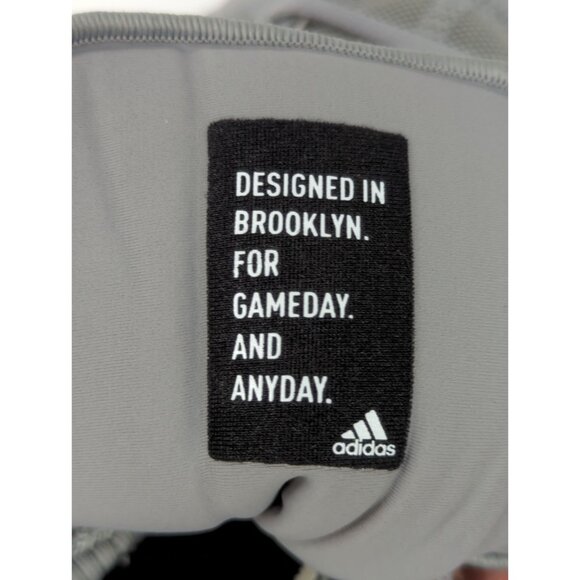 DESIGNED IN
BROOKLYN.
FOR
GAMEDAY.
AND
ANYDAY.
adidas